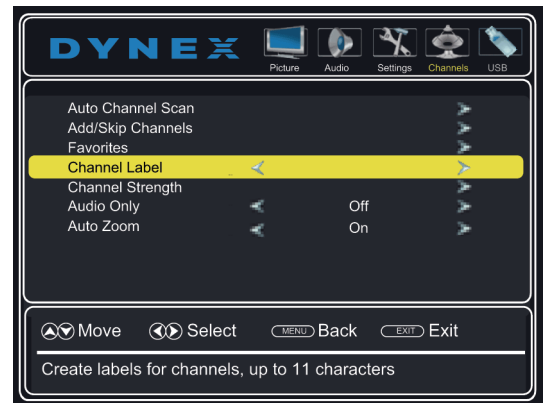 DYNEX
Picture Audio Settings Channels USB
Auto Channel Scan
Add/Skip Channels
Favorites
Channel Label
Channel Strength
Audio Only Off
Auto Zoom On
Move Select MENU Back EXIT Exit
Create labels for channels, up to 11 characters